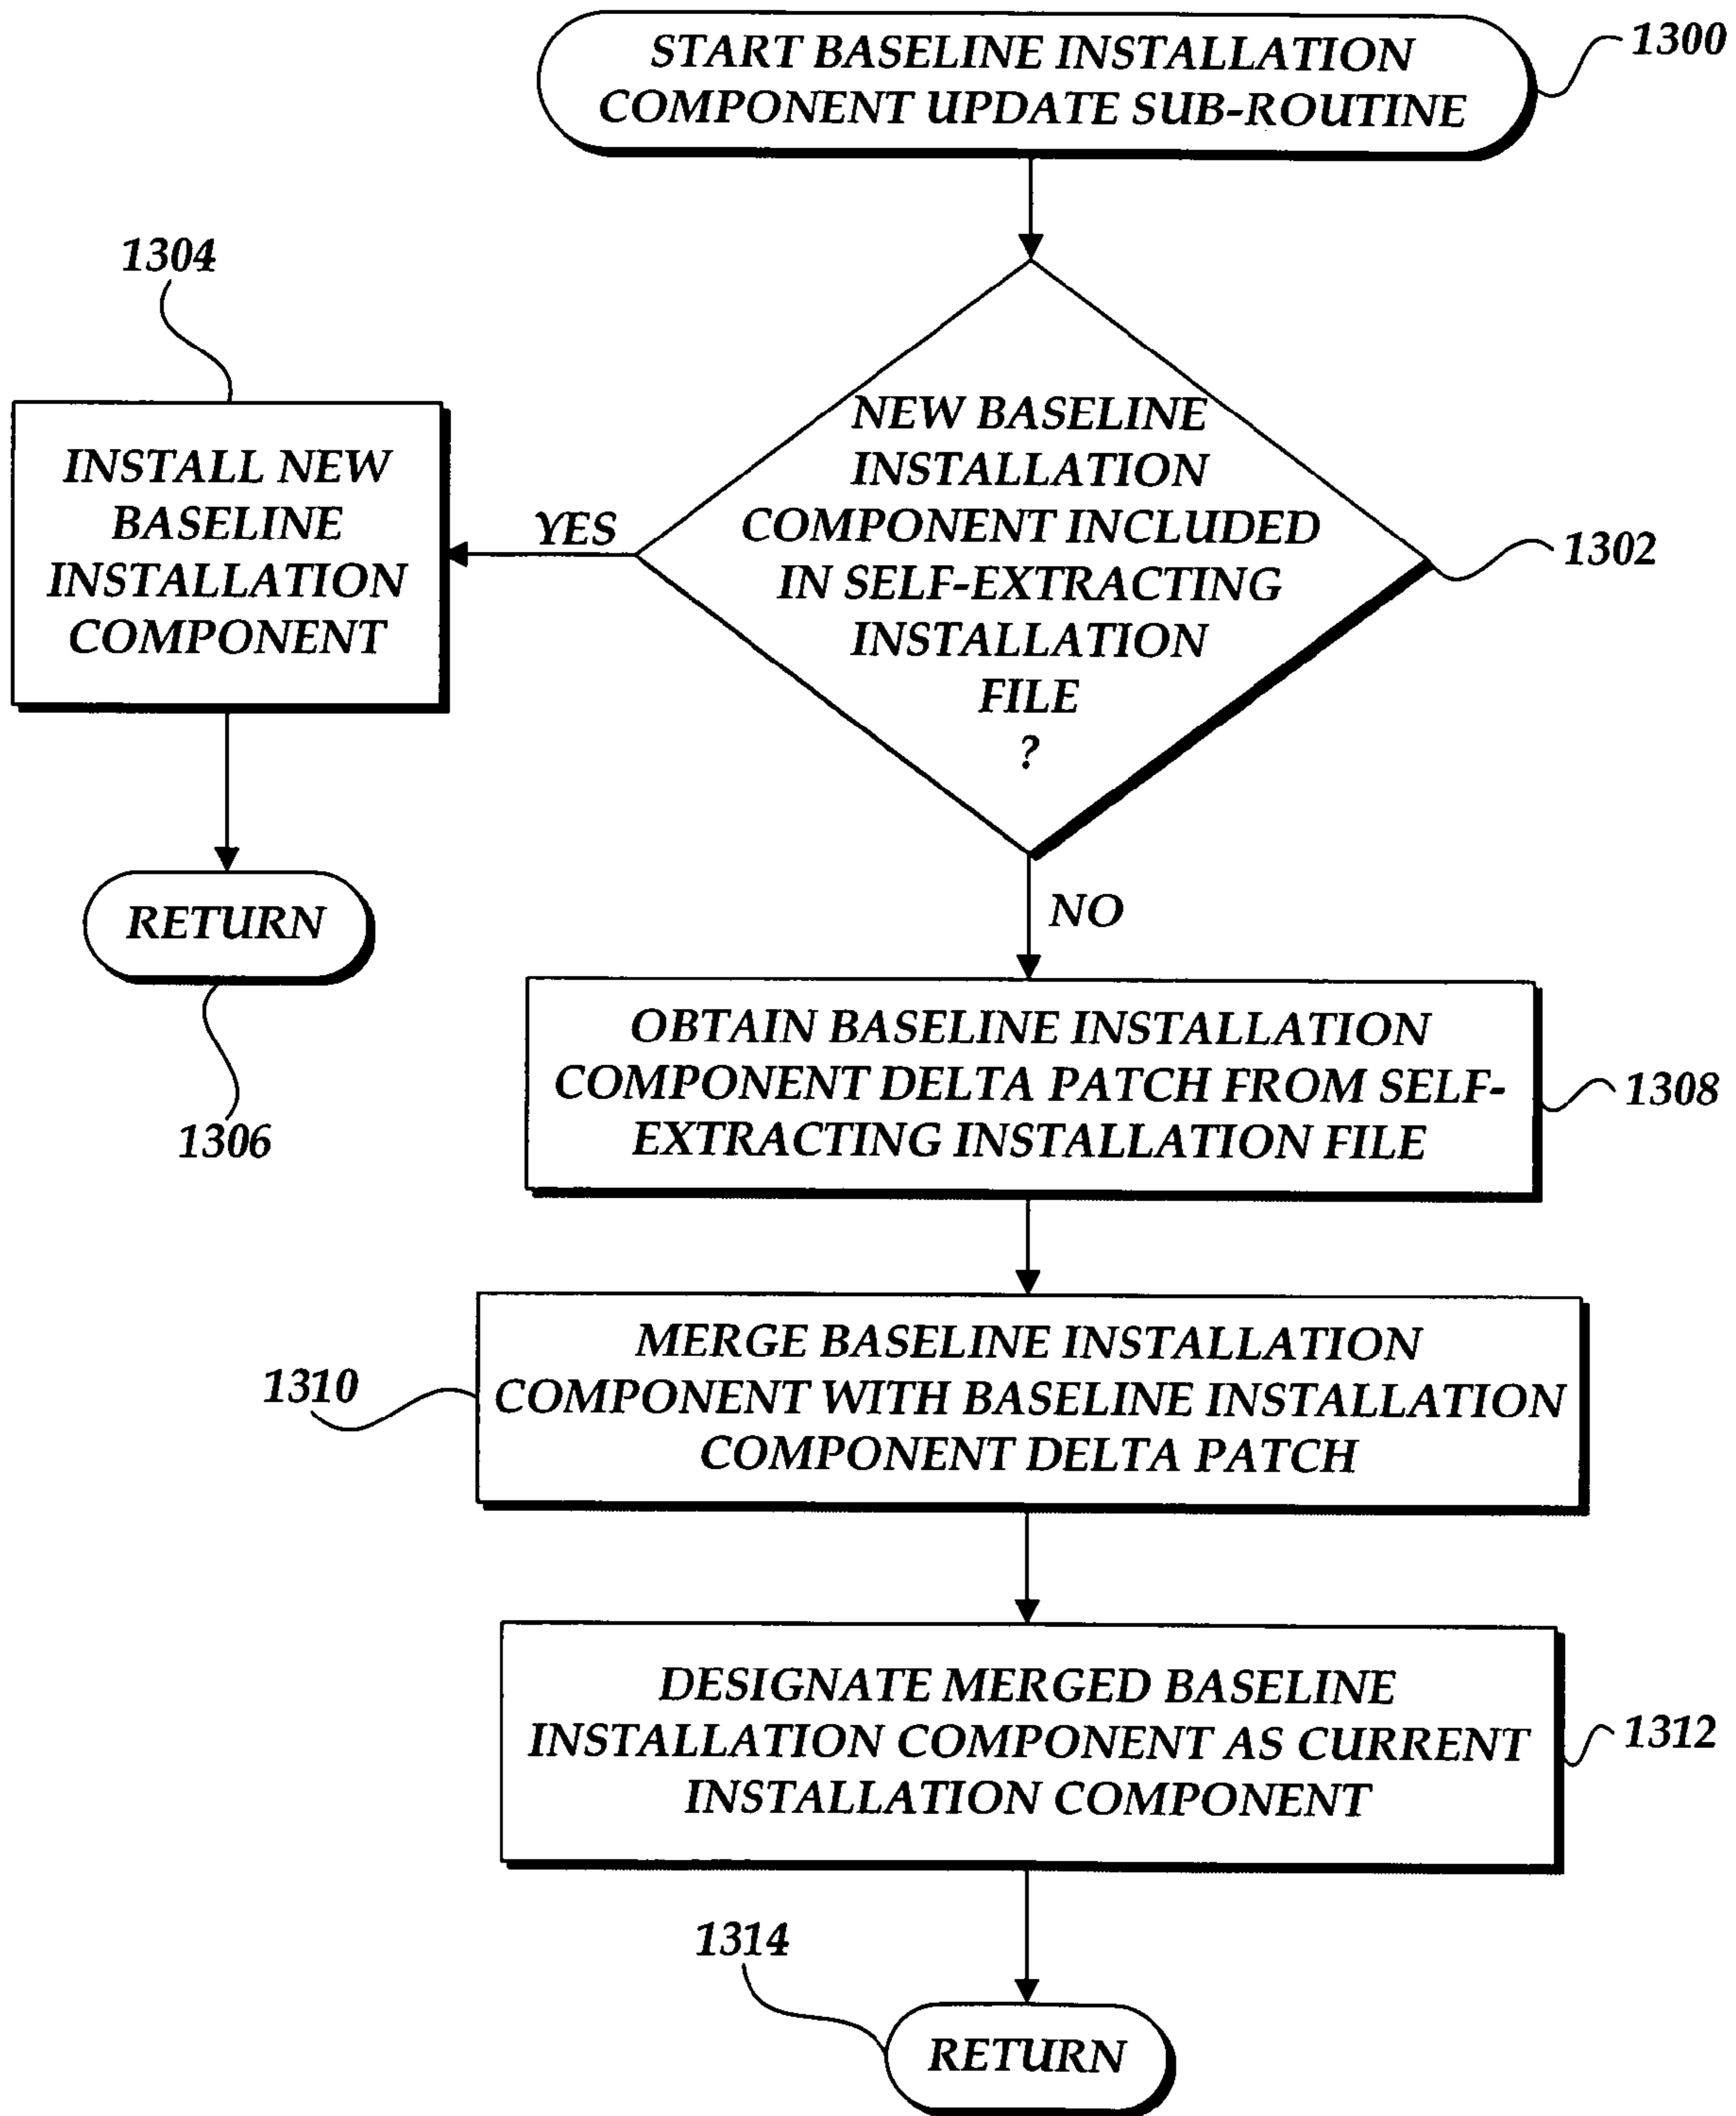 START BASELINE INSTALLATION
COMPONENT UPDATE SUB-ROUTINE
1300
1304
NEW BASELINE
INSTALLATION
COMPONENT INCLUDED
IN SELF-EXTRACTING
INSTALLATION
FILE
?
1302
YES
INSTALL NEW
BASELINE
INSTALLATION
COMPONENT
RETURN
1306
NO
OBTAIN BASELINE INSTALLATION
COMPONENT DELTA PATCH FROM SELF-
EXTRACTING INSTALLATION FILE
1308
MERGE BASELINE INSTALLATION
COMPONENT WITH BASELINE INSTALLATION
COMPONENT DELTA PATCH
1310
DESIGNATE MERGED BASELINE
INSTALLATION COMPONENT AS CURRENT
INSTALLATION COMPONENT
1312
1314
RETURN